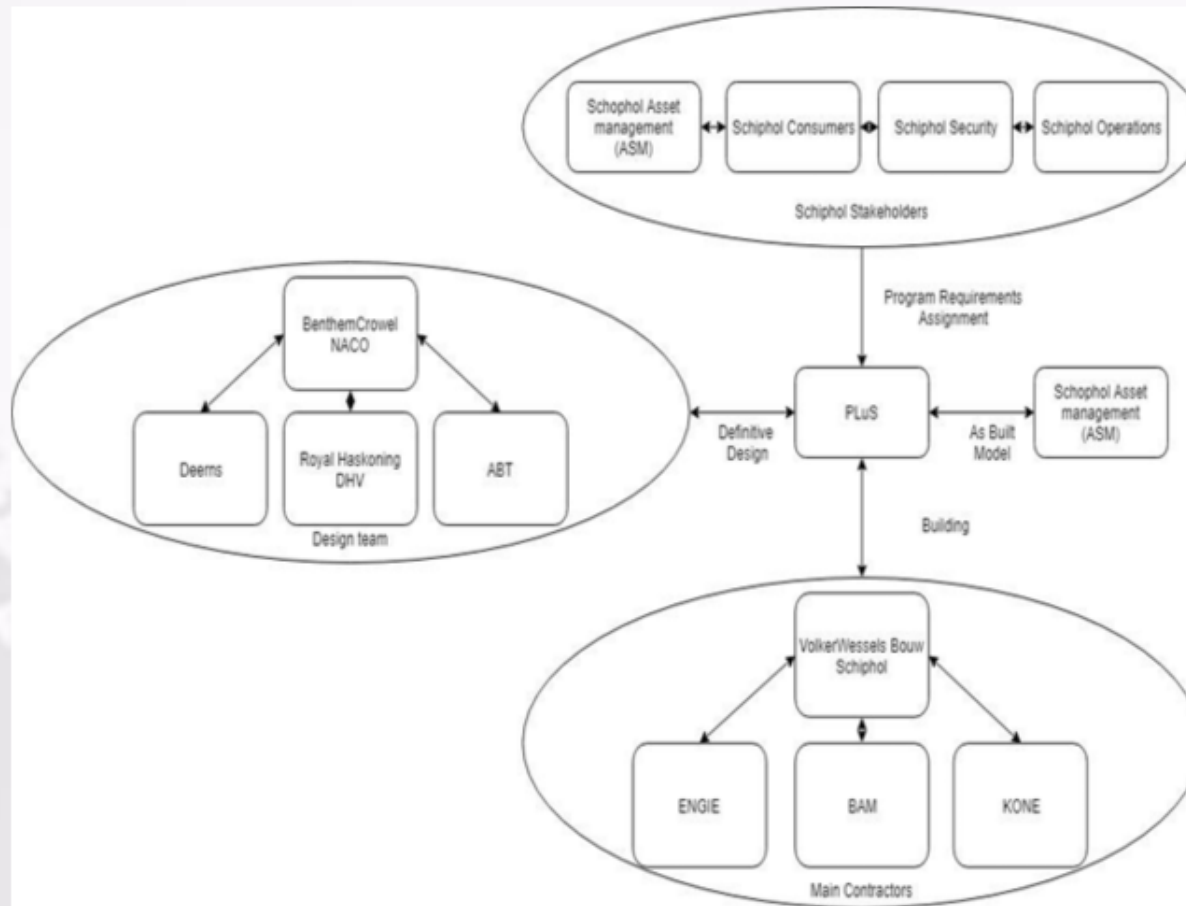 Schophol Asset
management
(ASM)
Schiphol Consumers
Schiphol Security
Schiphol Operations
Schiphol Stakeholders
Program Requirements
Assignment
BenthemCrowel
NACO
Deerns
Royal Haskoning
DHV
ABT
Design team
Definitive
Design
PLuS
As Built
Model
Schophol Asset
management
(ASM)
Building
VolkerWessels Bouw
Schiphol
ENGIE
BAM
KONE
Main Contractors